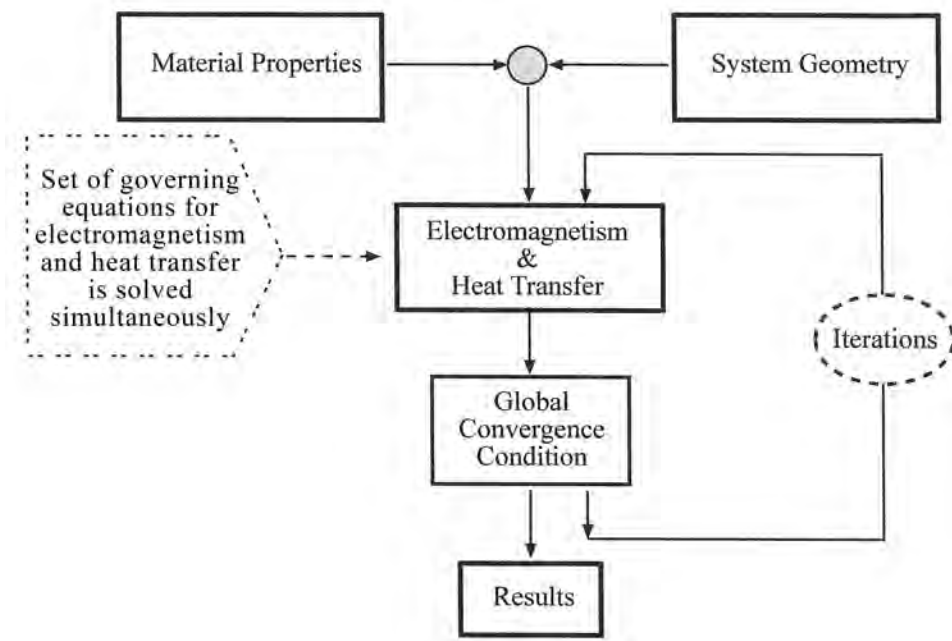 Material Properties
System Geometry
Set of governing
equations for
electromagnetism
and heat transfer
is solved
simultaneously
Electromagnetism
&
Heat Transfer
Iterations
Global
Convergence
Condition
Results